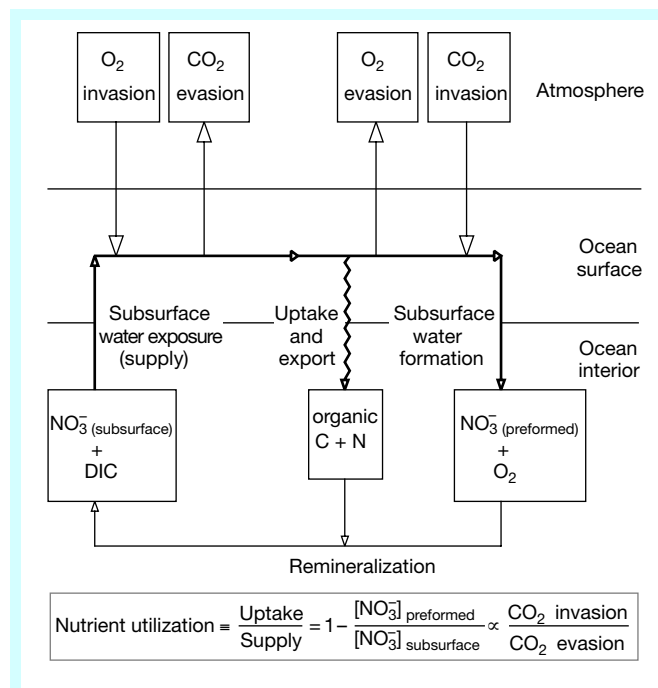 O₂ invasion
CO₂ evasion
O₂ evasion
CO₂ invasion
Atmosphere
Ocean surface
Subsurface
water exposure
(supply)
Uptake
and
export
Subsurface
water
formation
Ocean
interior
NO₃⁻ (subsurface)
+
DIC
organic
C + N
NO₃⁻ (preformed)
+
O₂
Remineralization
Nutrient utilization ≡ Uptake/Supply = 1 − [NO₃⁻] preformed/[NO₃⁻] subsurface ∝ CO₂ invasion/CO₂ evasion